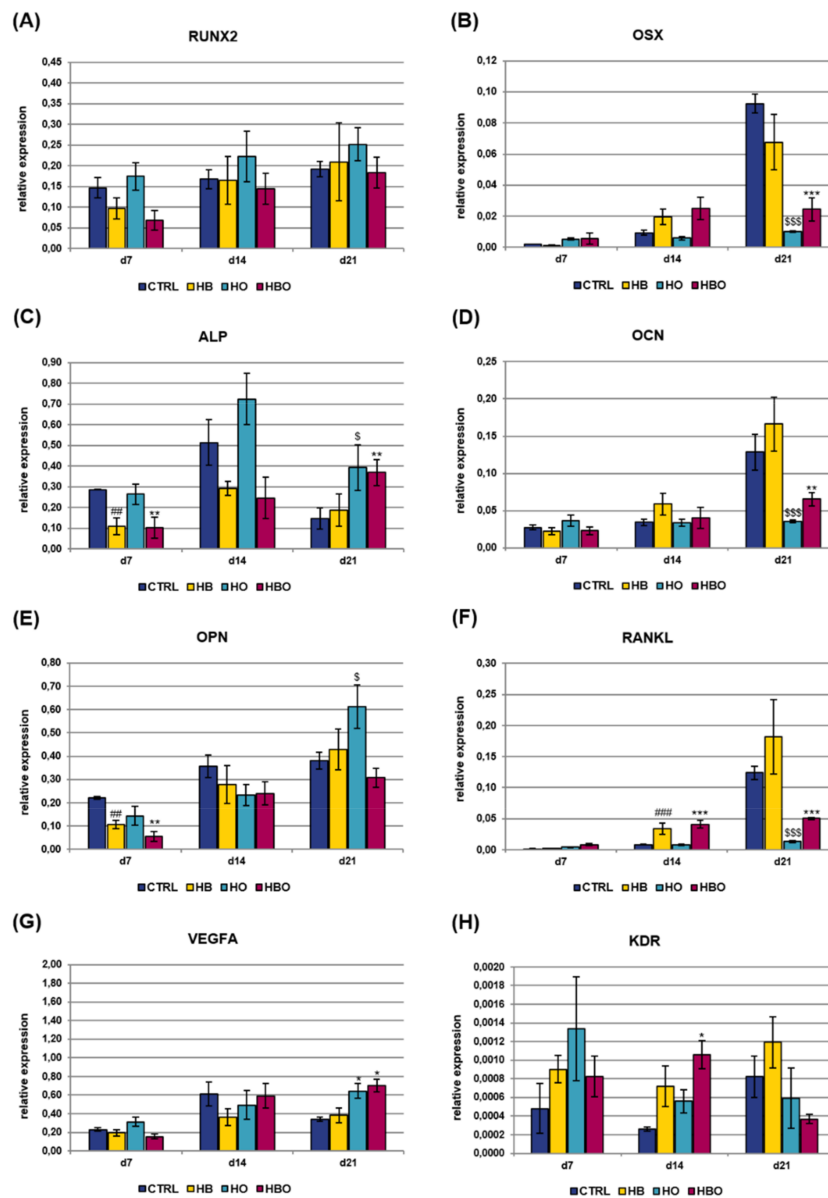 (A)
RUNX2
relative expression
0,45
0,40
0,35
0,30
0,25
0,20
0,15
0,10
0,05
0,00
d7 d14 d21
CTRL HB HO HBO
(B)
OSX
relative expression
0,12
0,10
0,08
0,06
0,04
0,02
0,00
***
$$$
d7 d14 d21
CTRL HB HO HBO
(C)
ALP
relative expression
0,90
0,80
0,70
0,60
0,50
0,40
0,30
0,20
0,10
0,00
## ** $ **
d7 d14 d21
CTRL HB HO HBO
(D)
OCN
relative expression
0,25
0,20
0,15
0,10
0,05
0,00
**
$$$
d7 d14 d21
CTRL HB HO HBO
(E)
OPN
relative expression
0,80
0,70
0,60
0,50
0,40
0,30
0,20
0,10
0,00
## ** $
d7 d14 d21
CTRL HB HO HBO
(F)
RANKL
relative expression
0,30
0,25
0,20
0,15
0,10
0,05
0,00
### *** $$$ ***
d7 d14 d21
CTRL HB HO HBO
(G)
VEGFA
relative expression
2,00
1,80
1,60
1,40
1,20
1,00
0,80
0,60
0,40
0,20
0,00
* *
d7 d14 d21
CTRL HB HO HBO
(H)
KDR
relative expression
0,0020
0,0018
0,0016
0,0014
0,0012
0,0010
0,0008
0,0006
0,0004
0,0002
0,0000
*
d7 d14 d21
CTRL HB HO HBO